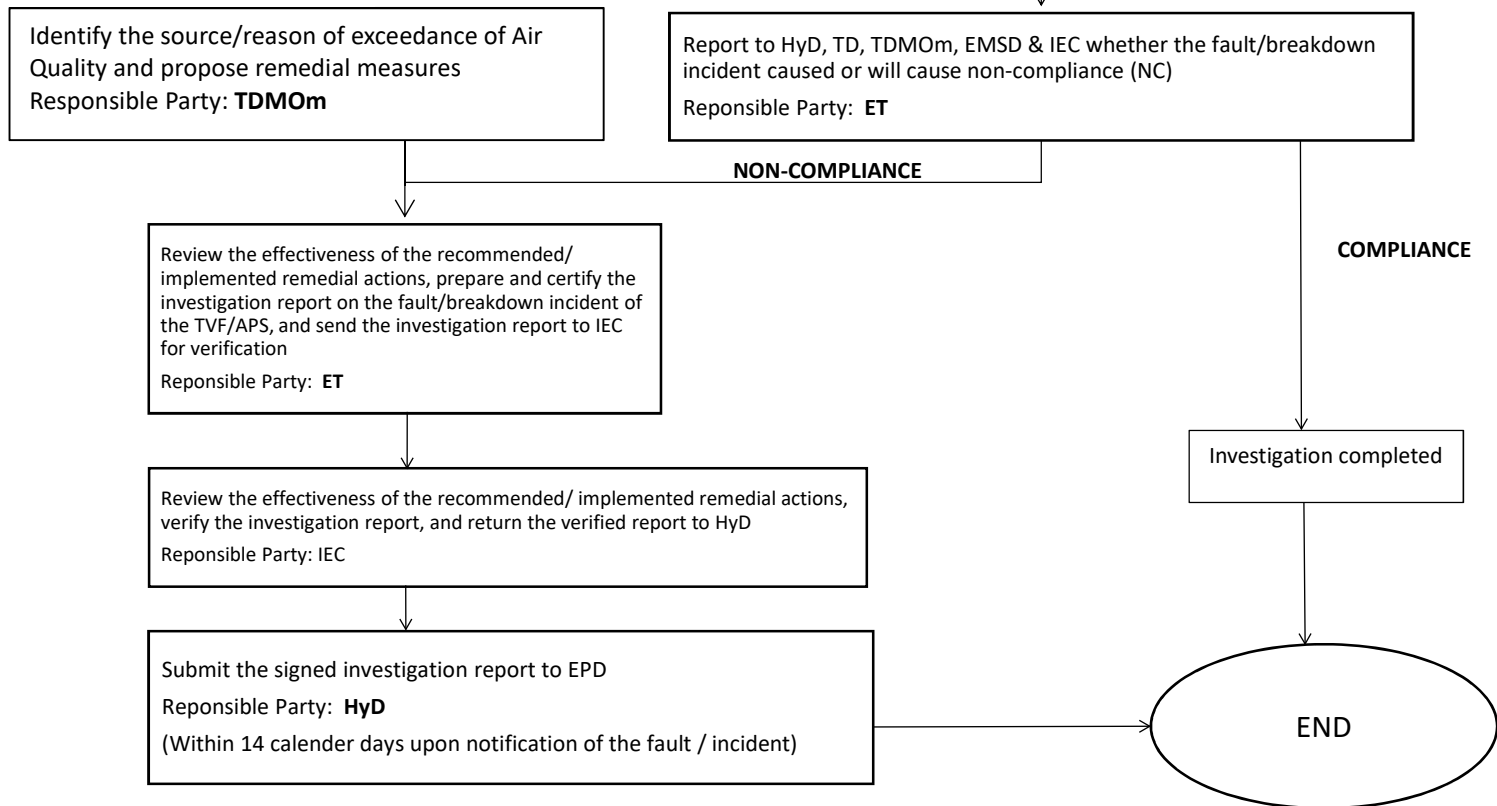 Identify the source/reason of exceedance of Air
Quality and propose remedial measures
Responsible Party: TDMOm
Report to HyD, TD, TDMOm, EMSD & IEC whether the fault/breakdown
incident caused or will cause non-compliance (NC)
Reponsible Party: ET
NON-COMPLIANCE
COMPLIANCE
Review the effectiveness of the recommended/
implemented remedial actions, prepare and certify the
investigation report on the fault/breakdown incident of
the TVF/APS, and send the investigation report to IEC
for verification
Reponsible Party: ET
Investigation completed
Review the effectiveness of the recommended/ implemented remedial actions,
verify the investigation report, and return the verified report to HyD
Reponsible Party: IEC
Submit the signed investigation report to EPD
Reponsible Party: HyD
(Within 14 calender days upon notification of the fault / incident)
END